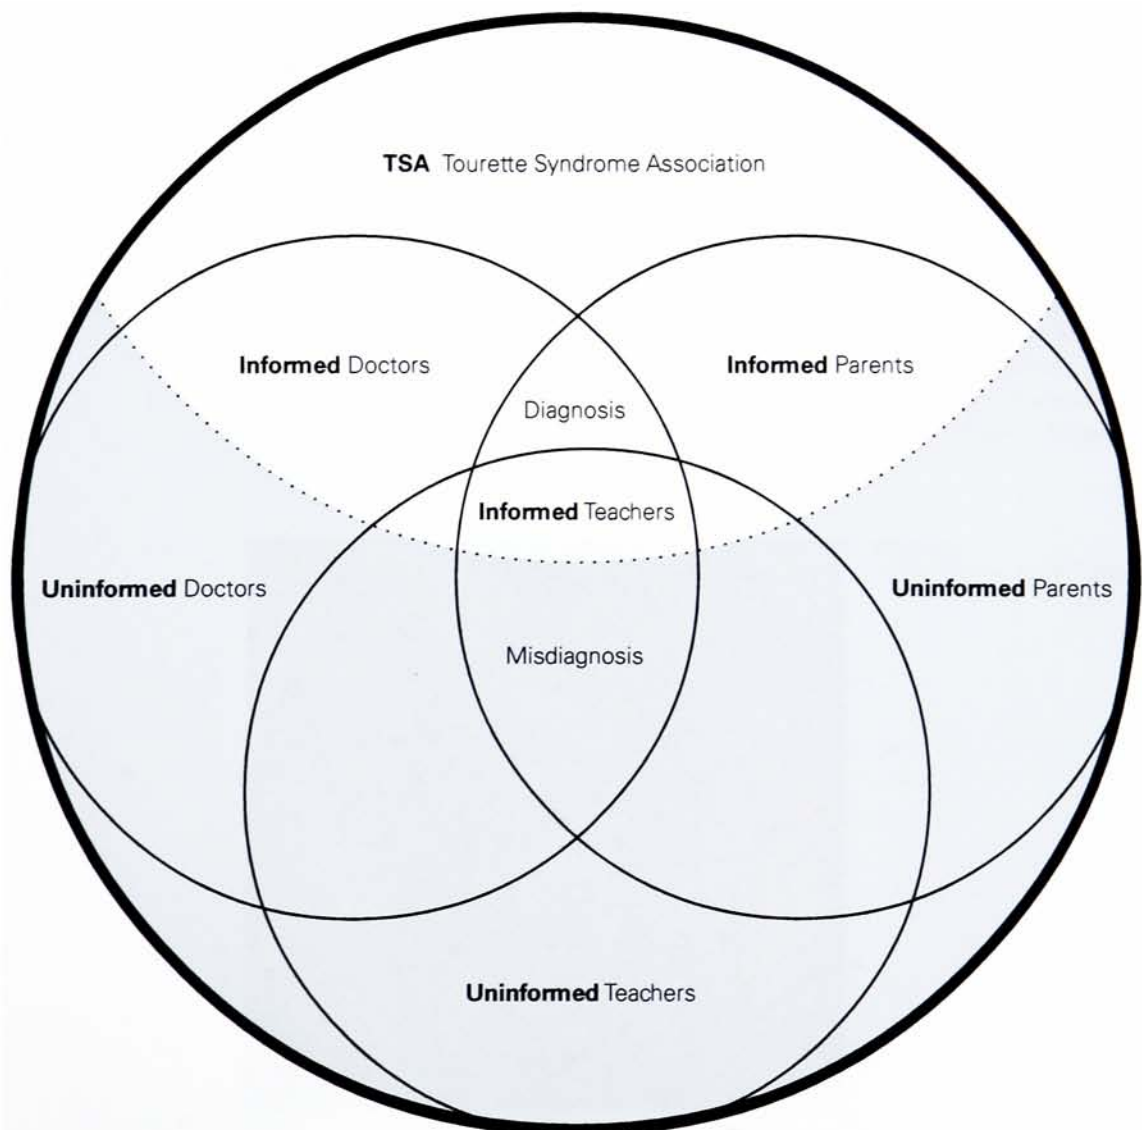 TSA Tourette Syndrome Association
Informed Doctors
Informed Parents
Diagnosis
Informed Teachers
Uninformed Doctors
Uninformed Parents
Misdiagnosis
Uninformed Teachers